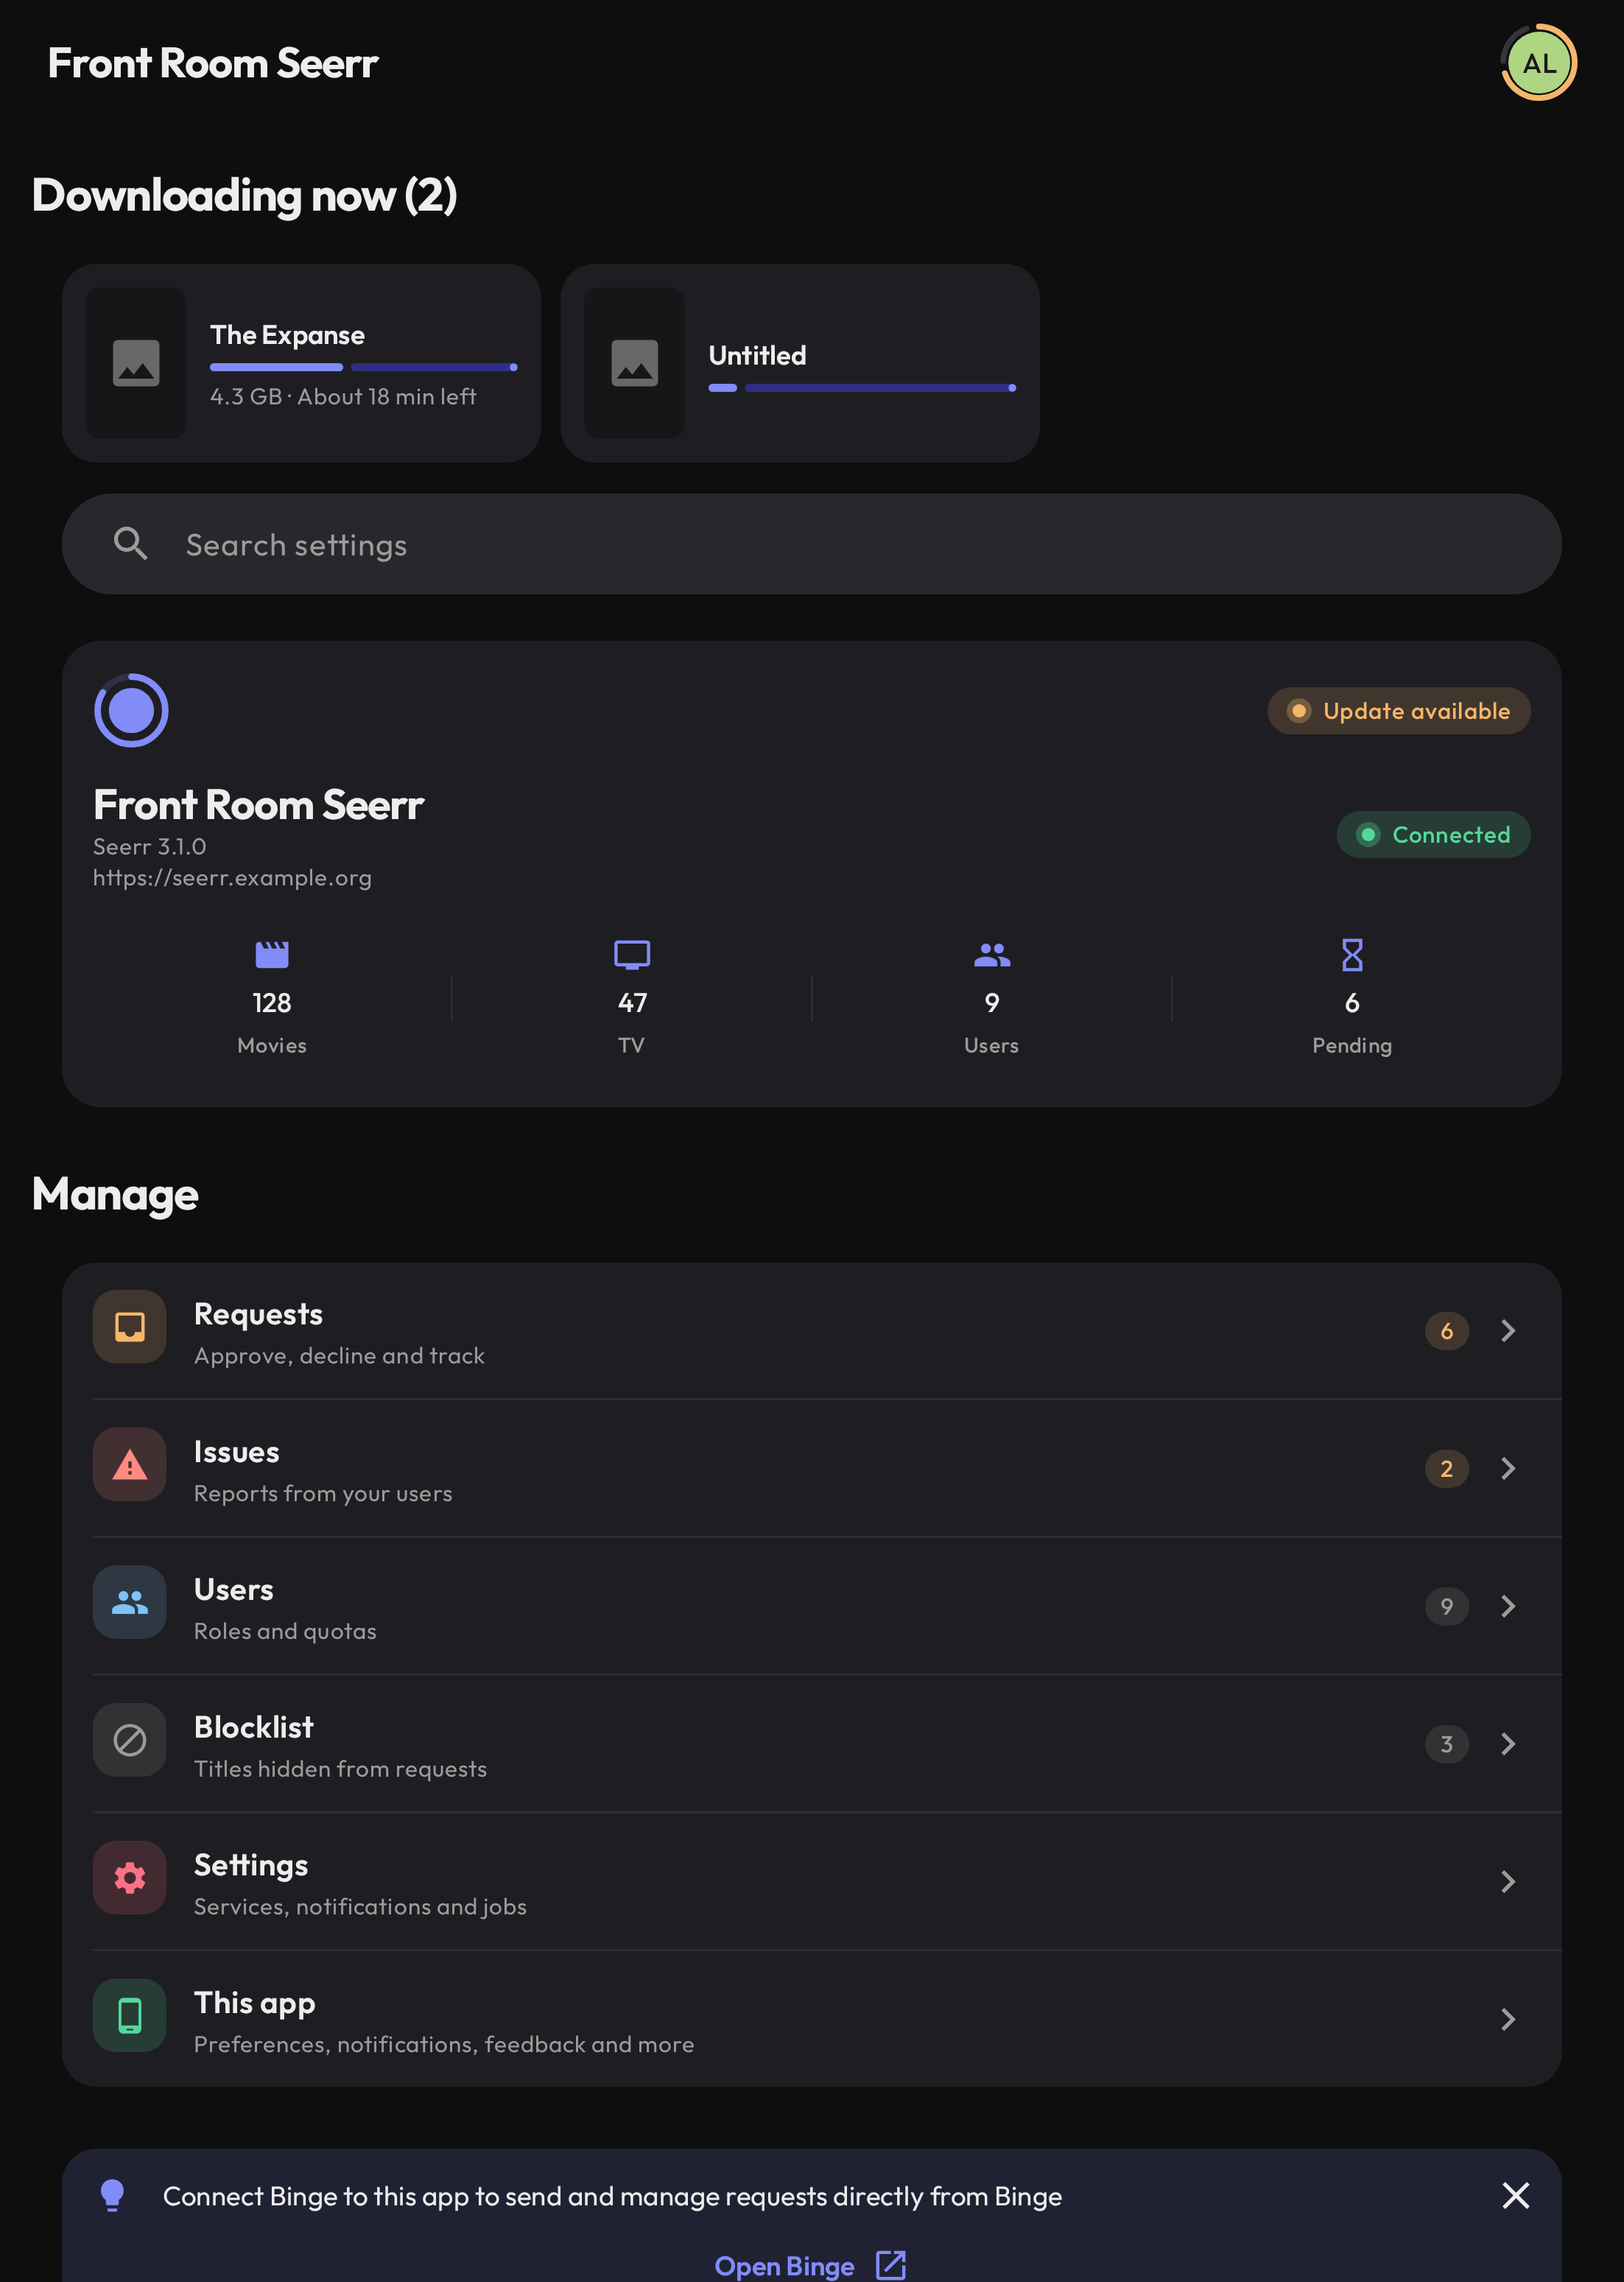 Front Room Seerr
AL
Downloading now (2)
The Expanse
4.3 GB · About 18 min left
Untitled
Search settings
Update available
Front Room Seerr
Seerr 3.1.0
https://seerr.example.org
Connected
128
Movies
47
TV
9
Users
6
Pending
Manage
Requests
Approve, decline and track
6
Issues
Reports from your users
2
Users
Roles and quotas
9
Blocklist
Titles hidden from requests
3
Settings
Services, notifications and jobs
This app
Preferences, notifications, feedback and more
Connect Binge to this app to send and manage requests directly from Binge
Open Binge